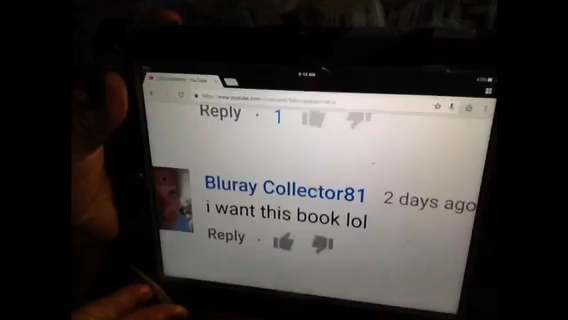 Reply · 1
Bluray Collector81 2 days ago
i want this book lol
Reply ·